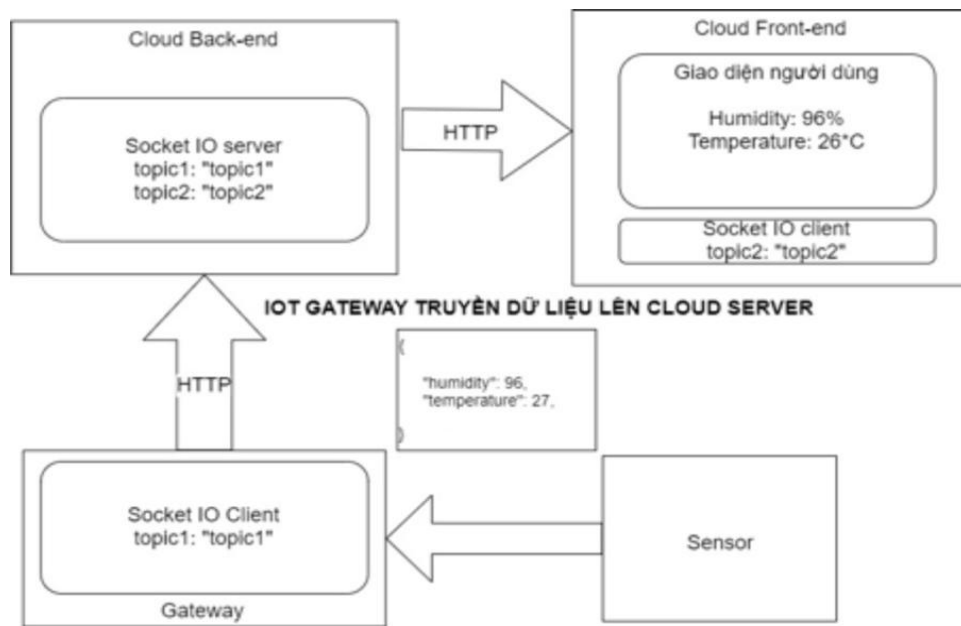 Cloud Back-end
Socket IO server
topic1: "topic1"
topic2: "topic2"
HTTP
Cloud Front-end
Giao diện người dùng
Humidity: 96%
Temperature: 26*C
Socket IO client
topic2: "topic2"
IOT GATEWAY TRUYỀN DỮ LIỆU LÊN CLOUD SERVER
HTTP
{
"humidity": 96,
"temperature": 27,
}
Socket IO Client
topic1: "topic1"
Gateway
Sensor